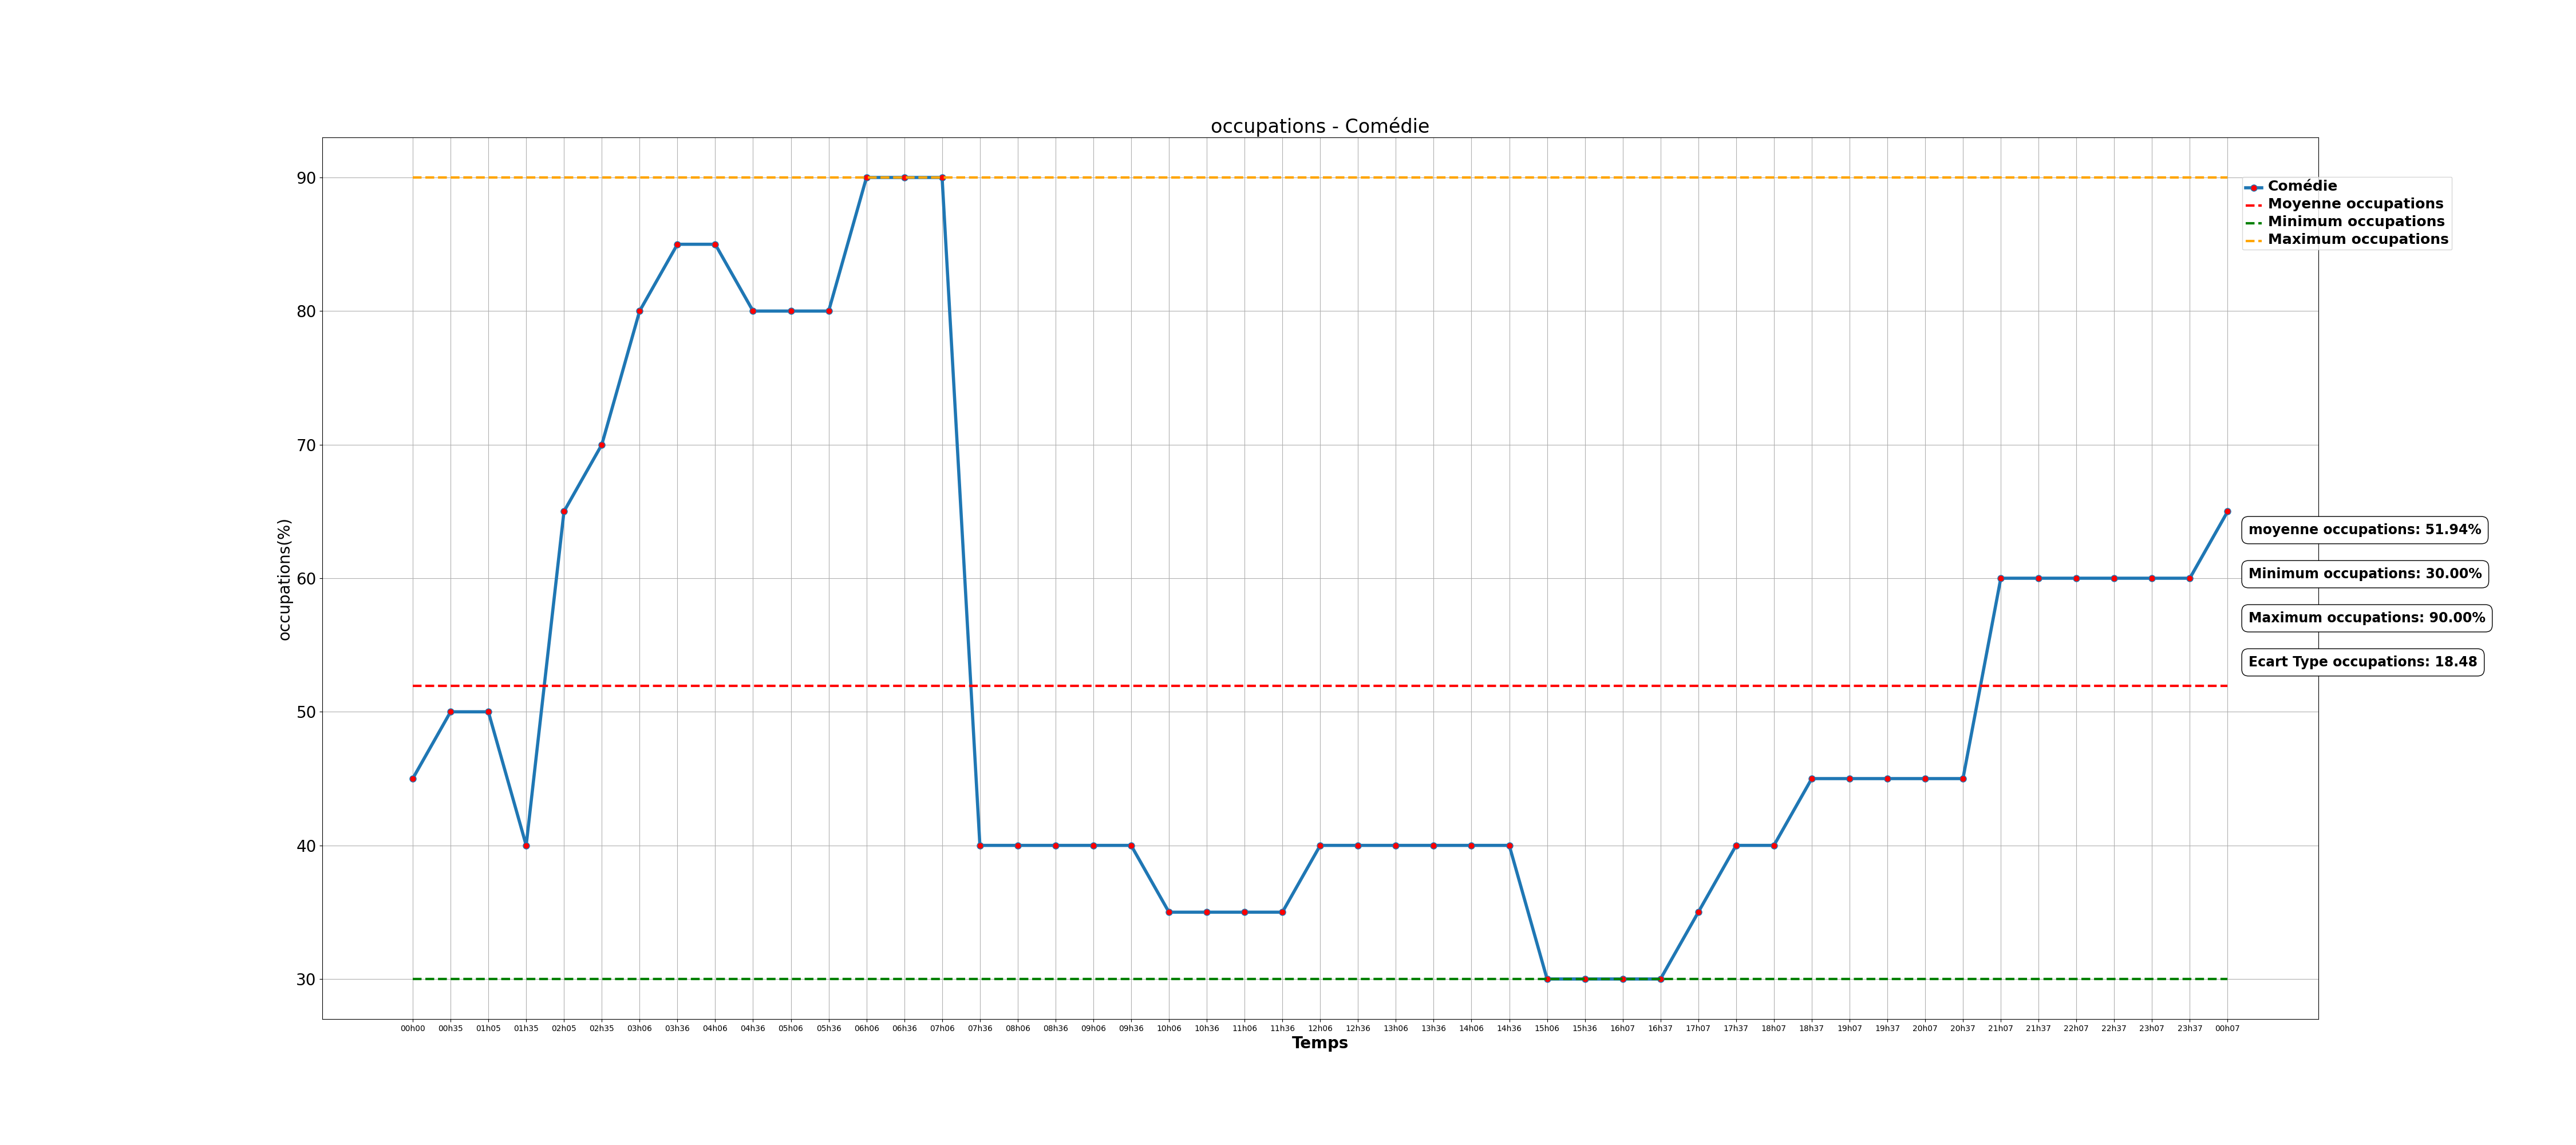 occupations - Comédie
90
80
70
60
50
40
30
occupations(%)
Comédie
Moyenne occupations
Minimum occupations
Maximum occupations
moyenne occupations: 51.94%
Minimum occupations: 30.00%
Maximum occupations: 90.00%
Ecart Type occupations: 18.48
00h00 00h35 01h05 01h35 02h05 02h35 03h06 03h36 04h06 04h36 05h06 05h36 06h06 06h36 07h06 07h36 08h06 08h36 09h06 09h36 10h06 10h36 11h06 11h36 12h06 12h36 13h06 13h36 14h06 14h36 15h06 15h36 16h07 16h37 17h07 17h37 18h07 18h37 19h07 19h37 20h07 20h37 21h07 21h37 22h07 22h37 23h07 23h37 00h07
Temps